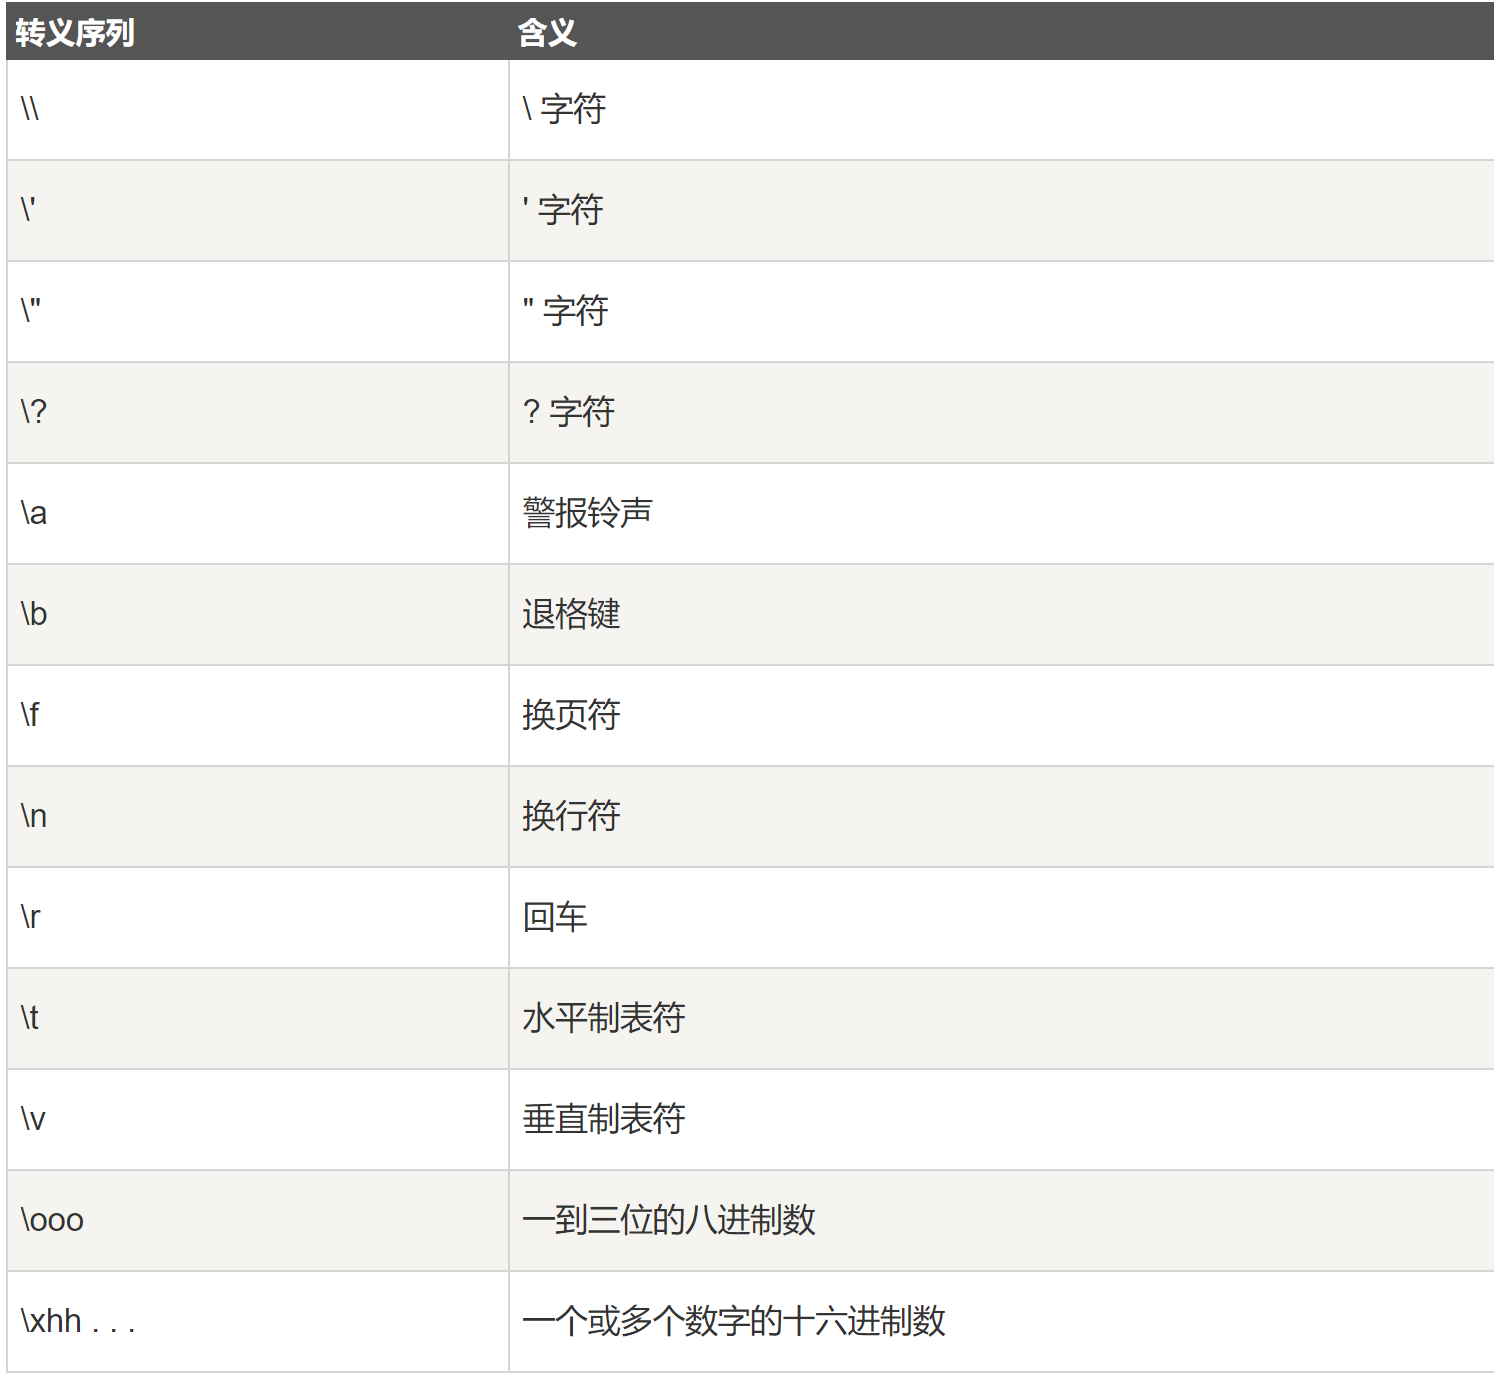 转义序列 含义
\\ \ 字符
\' ' 字符
\" " 字符
\? ? 字符
\a 警报铃声
\b 退格键
\f 换页符
\n 换行符
\r 回车
\t 水平制表符
\v 垂直制表符
\ooo 一到三位的八进制数
\xhh . . . 一个或多个数字的十六进制数